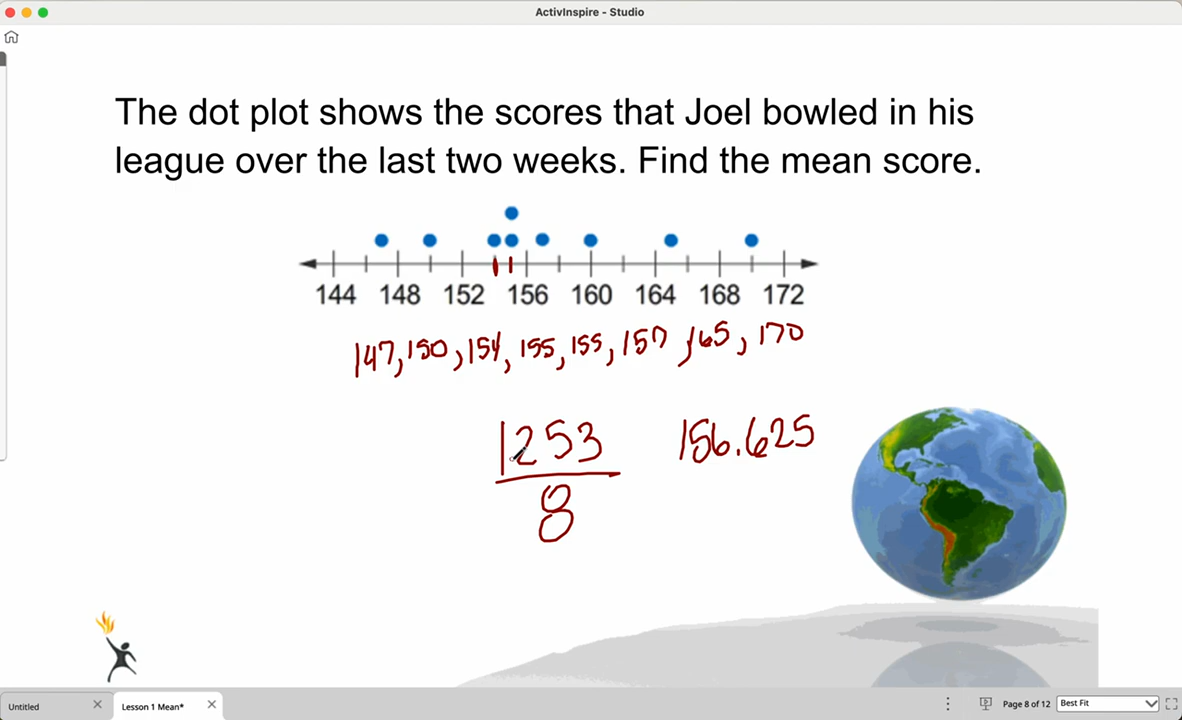 ActivInspire - Studio
The dot plot shows the scores that Joel bowled in his
league over the last two weeks. Find the mean score.
144 148 152 156 160 164 168 172
147, 150, 154, 155, 155, 157, 165, 170
1253
8
156.625
Untitled
Lesson 1 Mean*
Page 8 of 12
Best Fit